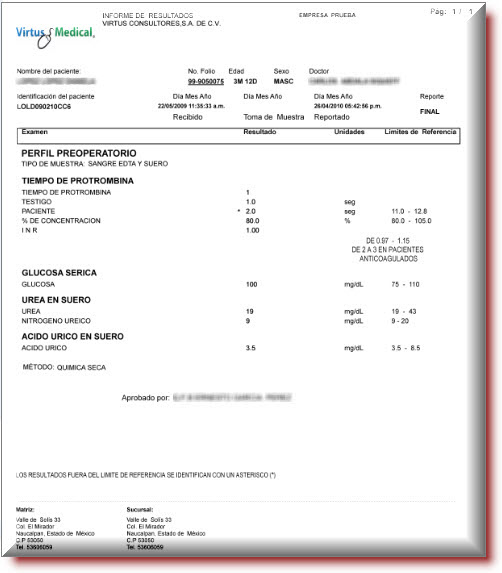 Virtus Medical,
INFORME DE RESULTADOS
VIRTUS CONSULTORES,S.A. DE C.V.
EMPRESA PRUEBA
Pág: 1 / 1
Nombre del paciente: No. Folio Edad Sexo Doctor
99-9050075 3M 12D MASC
Identificación del paciente Día Mes Año Día Mes Año Día Mes Año Reporte
LOLD090210CC6 22/05/2009 11:35:33 a.m. 26/04/2010 05:42:56 p.m.
Recibido Toma de Muestra Reportado FINAL
Examen Resultado Unidades Limites de Referencia
PERFIL PREOPERATORIO
TIPO DE MUESTRA: SANGRE EDTA Y SUERO
TIEMPO DE PROTROMBINA
TIEMPO DE PROTROMBINA 1
TESTIGO 1.0 seg
PACIENTE * 2.0 seg 11.0 - 12.8
% DE CONCENTRACION 80.0 % 80.0 - 105.0
I N R 1.00
DE 0.97 - 1.15
DE 2 A 3 EN PACIENTES
ANTICOAGULADOS
GLUCOSA SERICA
GLUCOSA 100 mg/dL 75 - 110
UREA EN SUERO
UREA 19 mg/dL 19 - 43
NITROGENO UREICO 9 mg/dL 9 - 20
ACIDO URICO EN SUERO
ACIDO URICO 3.5 mg/dL 3.5 - 8.5
MÉTODO: QUIMICA SECA
Aprobado por:
LOS RESULTADOS FUERA DEL LIMITE DE REFERENCIA SE IDENTIFICAN CON UN ASTERISCO (*)
Matriz: Sucursal:
Valle de Solís 33 Valle de Solís 33
Col. El Mirador Col. El Mirador
Naucalpan, Estado de México Naucalpan, Estado de México
C.P 53050 C.P 53050
Tel. 53606059 Tel. 53606059